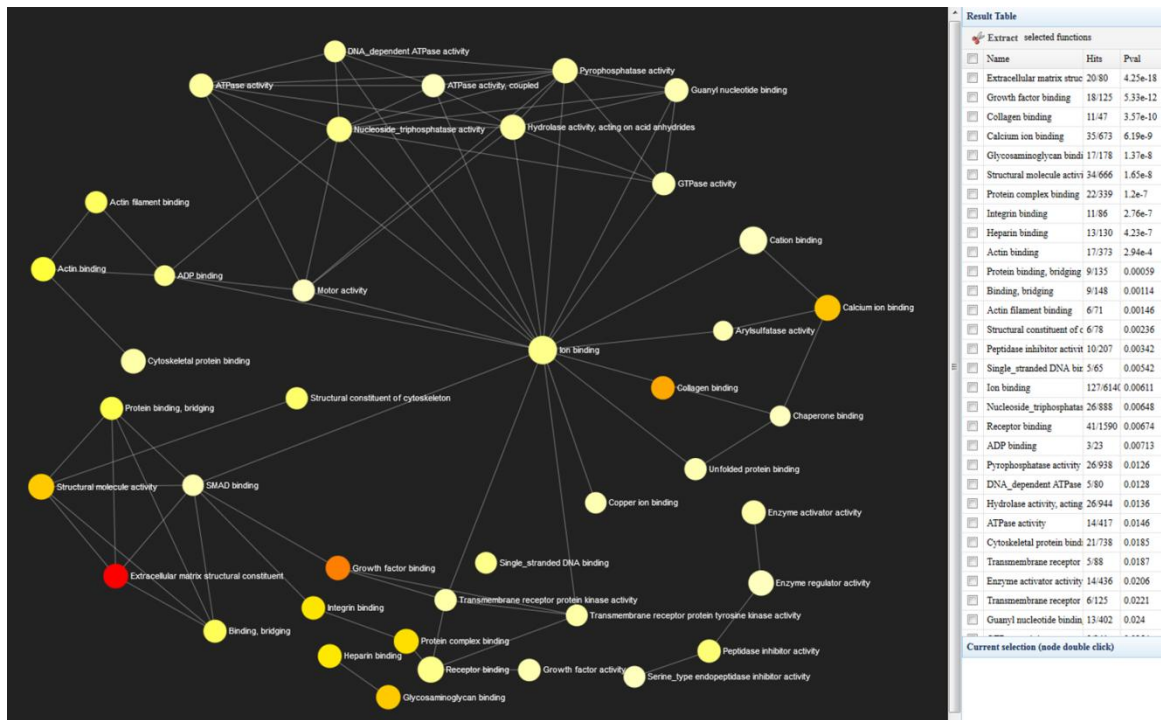 DNA_dependent ATPase activity
Pyrophosphatase activity
ATPase activity
ATPase activity, coupled
Guanyl nucleotide binding
Nucleoside_triphosphatase activity
Hydrolase activity, acting on acid anhydrides
GTPase activity
Actin filament binding
Cation binding
Actin binding
ADP binding
Motor activity
Calcium ion binding
Arylsulfatase activity
Ion binding
Cytoskeletal protein binding
Collagen binding
Structural constituent of cytoskeleton
Protein binding, bridging
Chaperone binding
Unfolded protein binding
Structural molecule activity
SMAD binding
Copper ion binding
Enzyme activator activity
Single_stranded DNA binding
Growth factor binding
Extracellular matrix structural constituent
Enzyme regulator activity
Transmembrane receptor protein kinase activity
Integrin binding
Transmembrane receptor protein tyrosine kinase activity
Binding, bridging
Protein complex binding
Peptidase inhibitor activity
Heparin binding
Receptor binding
Growth factor activity
Serine_type endopeptidase inhibitor activity
Glycosaminoglycan binding
Result Table
Extract selected functions
Name Hits Pval
Extracellular matrix struc 20/80 4.25e-18
Growth factor binding 18/125 5.33e-12
Collagen binding 11/47 3.57e-10
Calcium ion binding 35/673 6.19e-9
Glycosaminoglycan bindi 17/178 1.37e-8
Structural molecule activi 34/666 1.65e-8
Protein complex binding 22/339 1.2e-7
Integrin binding 11/86 2.76e-7
Heparin binding 13/130 4.23e-7
Actin binding 17/373 2.94e-4
Protein binding, bridging 9/135 0.00059
Binding, bridging 9/148 0.00114
Actin filament binding 6/71 0.00146
Structural constituent of c 6/78 0.00236
Peptidase inhibitor activit 10/207 0.00342
Single_stranded DNA bin 5/65 0.00542
Ion binding 127/6140 0.00611
Nucleoside_triphosphatas 26/888 0.00648
Receptor binding 41/1590 0.00674
ADP binding 3/23 0.00713
Pyrophosphatase activity 26/938 0.0126
DNA_dependent ATPase 5/80 0.0128
Hydrolase activity, acting 26/944 0.0136
ATPase activity 14/417 0.0146
Cytoskeletal protein bindi 21/738 0.0185
Transmembrane receptor 5/88 0.0187
Enzyme activator activity 14/436 0.0206
Transmembrane receptor 6/125 0.0221
Guanyl nucleotide bindin 13/402 0.024
Current selection (node double click)